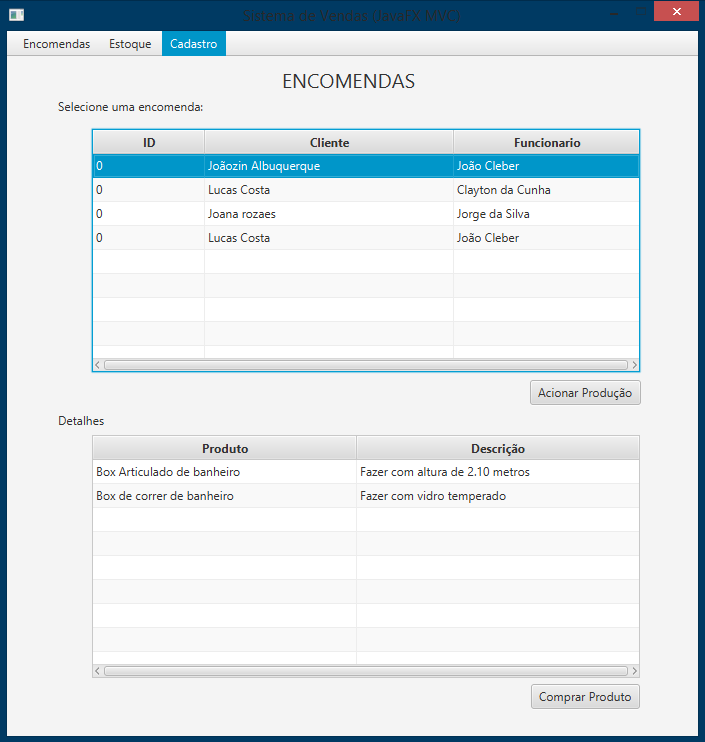 Sistema de Vendas (JavaFX MVC)
Encomendas Estoque Cadastro
ENCOMENDAS
Selecione uma encomenda:
ID Cliente Funcionario
0 Joãozin Albuquerque João Cleber
0 Lucas Costa Clayton da Cunha
0 Joana rozaes Jorge da Silva
0 Lucas Costa João Cleber
Acionar Produção
Detalhes
Produto Descrição
Box Articulado de banheiro Fazer com altura de 2.10 metros
Box de correr de banheiro Fazer com vidro temperado
Comprar Produto